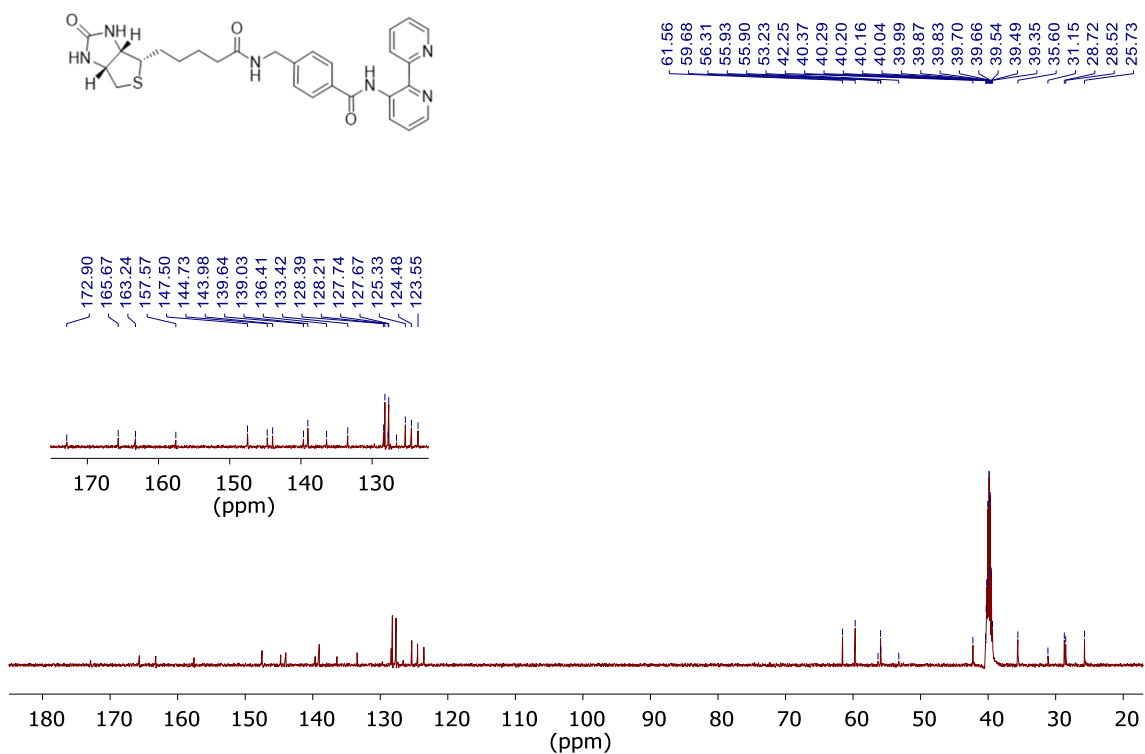 O
NH
HN
H
H
S
O
N
H
O
H
N
N
N
61.56
59.68
56.31
55.93
55.90
53.23
42.25
40.37
40.29
40.20
40.16
40.04
39.99
39.87
39.83
39.70
39.66
39.54
39.49
39.35
35.60
31.15
28.72
28.52
25.73
172.90
165.67
163.24
157.57
147.50
144.73
143.98
139.64
139.03
136.41
133.42
128.39
128.21
127.74
127.67
125.33
124.48
123.55
170 160 150 140 130
(ppm)
180 170 160 150 140 130 120 110 100 90 80 70 60 50 40 30 20
(ppm)